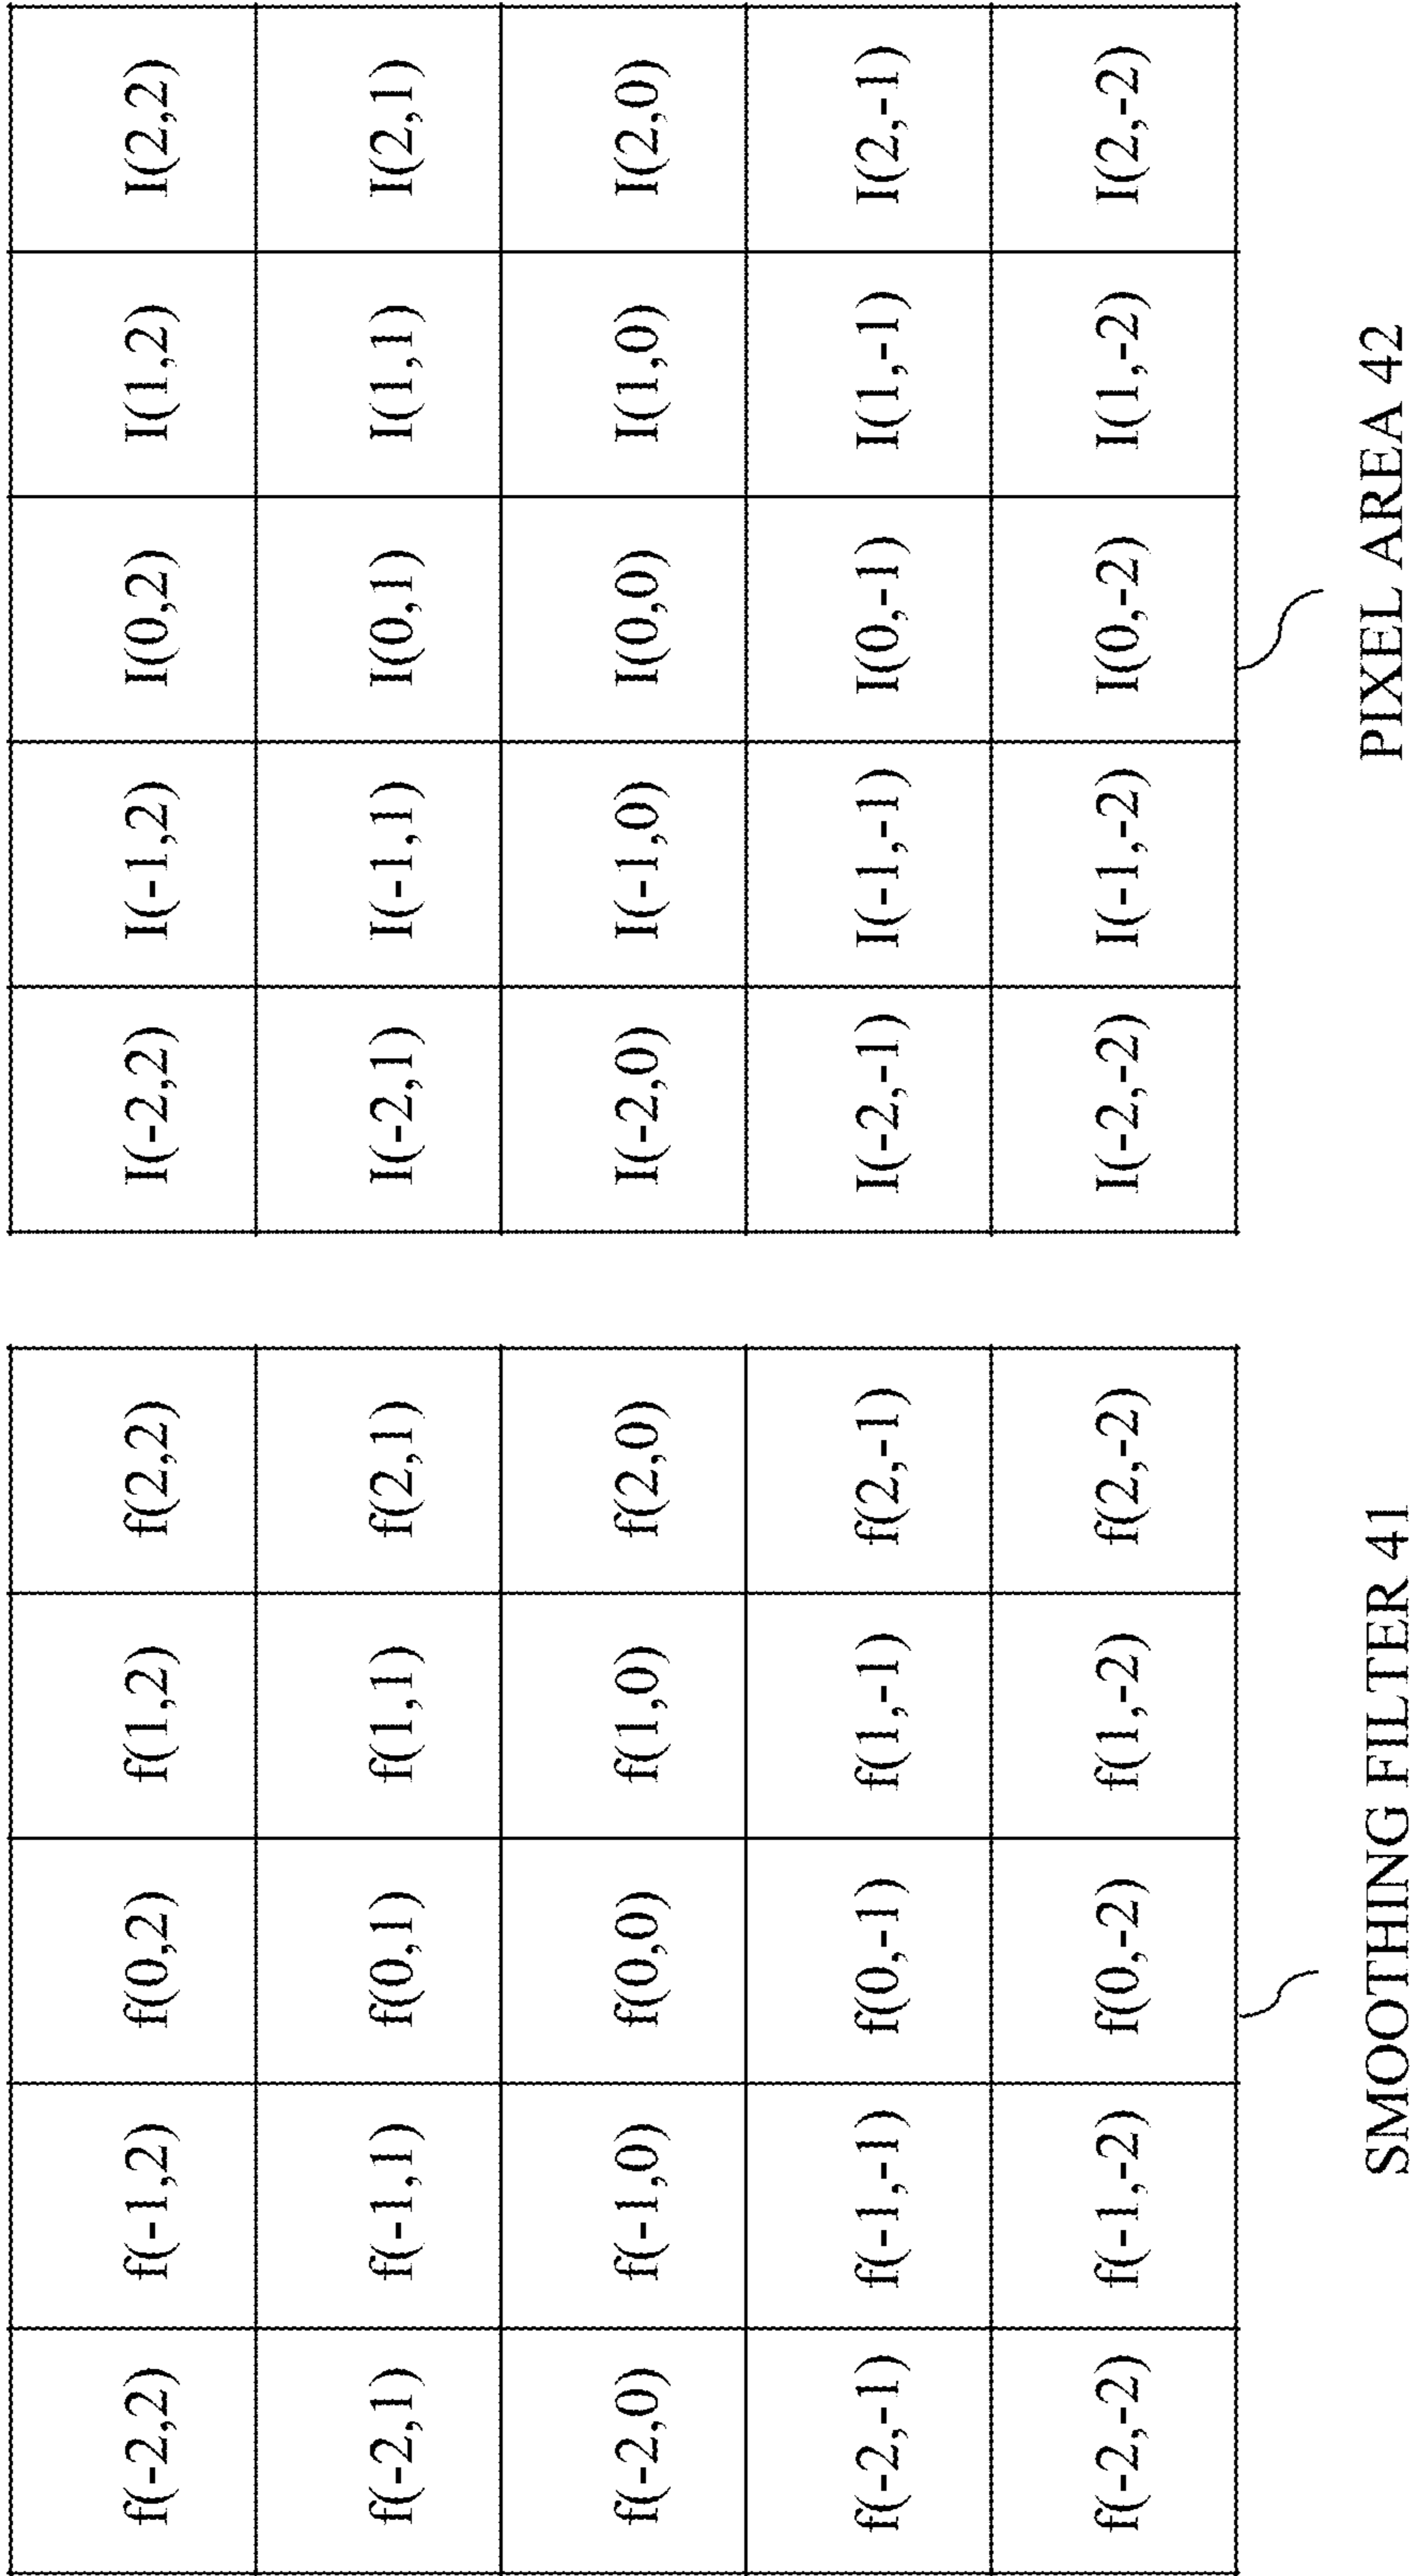 f(-2,2) f(-1,2) f(0,2) f(1,2) f(2,2)
f(-2,1) f(-1,1) f(0,1) f(1,1) f(2,1)
f(-2,0) f(-1,0) f(0,0) f(1,0) f(2,0)
f(-2,-1) f(-1,-1) f(0,-1) f(1,-1) f(2,-1)
f(-2,-2) f(-1,-2) f(0,-2) f(1,-2) f(2,-2)
SMOOTHING FILTER 41
I(-2,2) I(-1,2) I(0,2) I(1,2) I(2,2)
I(-2,1) I(-1,1) I(0,1) I(1,1) I(2,1)
I(-2,0) I(-1,0) I(0,0) I(1,0) I(2,0)
I(-2,-1) I(-1,-1) I(0,-1) I(1,-1) I(2,-1)
I(-2,-2) I(-1,-2) I(0,-2) I(1,-2) I(2,-2)
PIXEL AREA 42